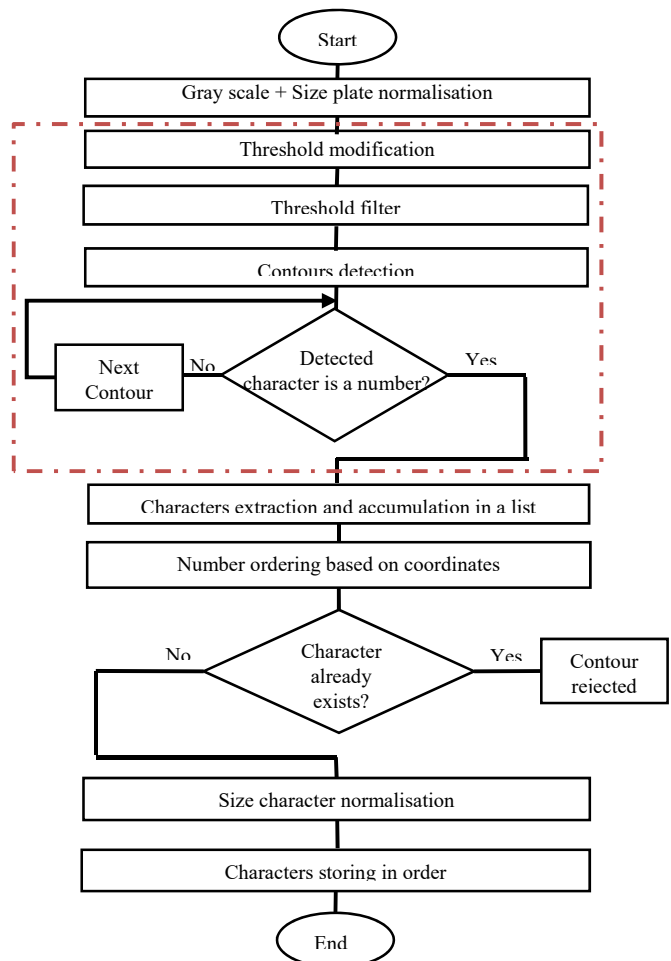 Start
Gray scale + Size plate normalisation
Threshold modification
Threshold filter
Contours detection
Next
Contour
No
Detected
character is a number?
Yes
Characters extraction and accumulation in a list
Number ordering based on coordinates
No
Character
already
exists?
Yes
Contour
rejected
Size character normalisation
Characters storing in order
End